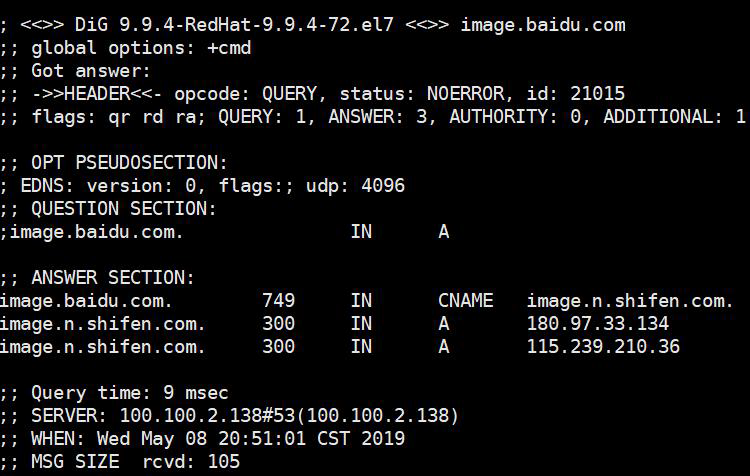 ; <<>> DiG 9.9.4-RedHat-9.9.4-72.el7 <<>> image.baidu.com
;; global options: +cmd
;; Got answer:
;; ->>HEADER<<- opcode: QUERY, status: NOERROR, id: 21015
;; flags: qr rd ra; QUERY: 1, ANSWER: 3, AUTHORITY: 0, ADDITIONAL: 1
;; OPT PSEUDOSECTION:
; EDNS: version: 0, flags:; udp: 4096
;; QUESTION SECTION:
;image.baidu.com. IN A
;; ANSWER SECTION:
image.baidu.com. 749 IN CNAME image.n.shifen.com.
image.n.shifen.com. 300 IN A 180.97.33.134
image.n.shifen.com. 300 IN A 115.239.210.36
;; Query time: 9 msec
;; SERVER: 100.100.2.138#53(100.100.2.138)
;; WHEN: Wed May 08 20:51:01 CST 2019
;; MSG SIZE rcvd: 105